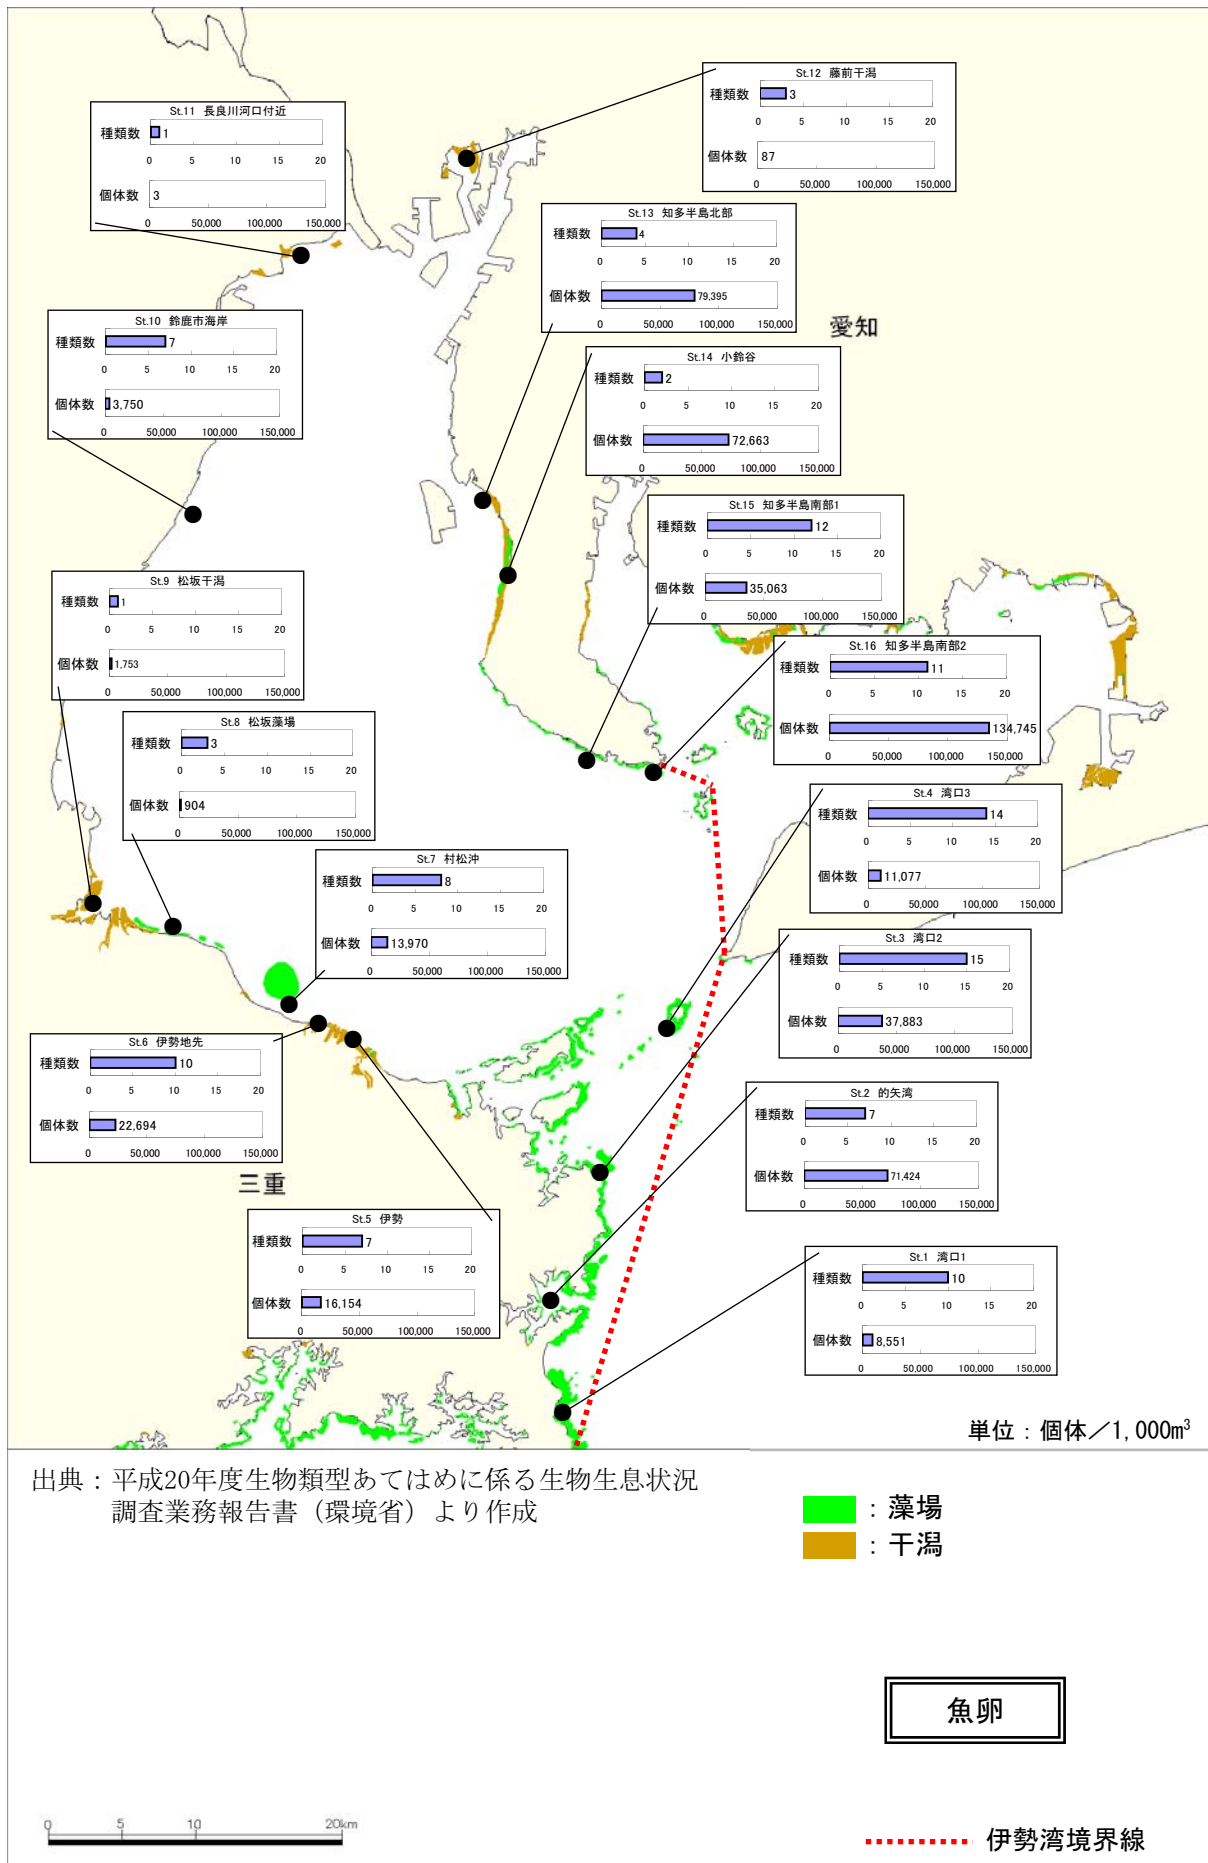 St.12 藤前干潟
種類数
3
0 5 10 15 20
個体数
87
0 50,000 100,000 150,000
St.11 長良川河口付近
種類数
1
0 5 10 15 20
個体数
3
0 50,000 100,000 150,000
St.13 知多半島北部
種類数
4
0 5 10 15 20
個体数
79,395
0 50,000 100,000 150,000
愛知
St.10 鈴鹿市海岸
種類数
7
0 5 10 15 20
個体数
3,750
0 50,000 100,000 150,000
St.14 小鈴谷
種類数
2
0 5 10 15 20
個体数
72,663
0 50,000 100,000 150,000
St.15 知多半島南部1
種類数
12
0 5 10 15 20
個体数
35,063
0 50,000 100,000 150,000
St.9 松坂干潟
種類数
1
0 5 10 15 20
個体数
1,753
0 50,000 100,000 150,000
St.16 知多半島南部2
種類数
11
0 5 10 15 20
個体数
134,745
0 50,000 100,000 150,000
St.8 松坂藻場
種類数
3
0 5 10 15 20
個体数
904
0 50,000 100,000 150,000
St.4 湾口3
種類数
14
0 5 10 15 20
個体数
11,077
0 50,000 100,000 150,000
St.7 村松沖
種類数
8
0 5 10 15 20
個体数
13,970
0 50,000 100,000 150,000
St.3 湾口2
種類数
15
0 5 10 15 20
個体数
37,883
0 50,000 100,000 150,000
St.6 伊勢地先
種類数
10
0 5 10 15 20
個体数
22,694
0 50,000 100,000 150,000
三重
St.2 的矢湾
種類数
7
0 5 10 15 20
個体数
71,424
0 50,000 100,000 150,000
St.5 伊勢
種類数
7
0 5 10 15 20
個体数
16,154
0 50,000 100,000 150,000
St.1 湾口1
種類数
10
0 5 10 15 20
個体数
8,551
0 50,000 100,000 150,000
単位：個体／1,000m³
出典：平成20年度生物類型あてはめに係る生物生息状況
調査業務報告書（環境省）より作成
：藻場
：干潟
魚卵
0 5 10 20km
伊勢湾境界線